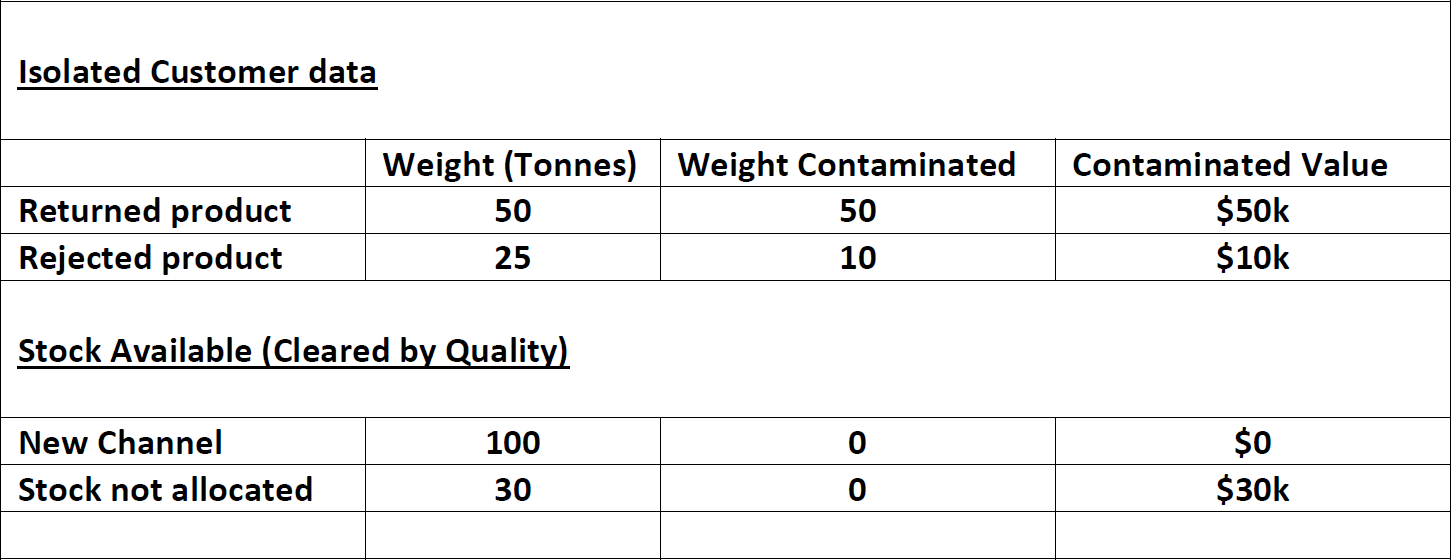 Isolated Customer data
Weight (Tonnes) Weight Contaminated Contaminated Value
Returned product 50 50 $50k
Rejected product 25 10 $10k
Stock Available (Cleared by Quality)
New Channel 100 0 $0
Stock not allocated 30 0 $30k